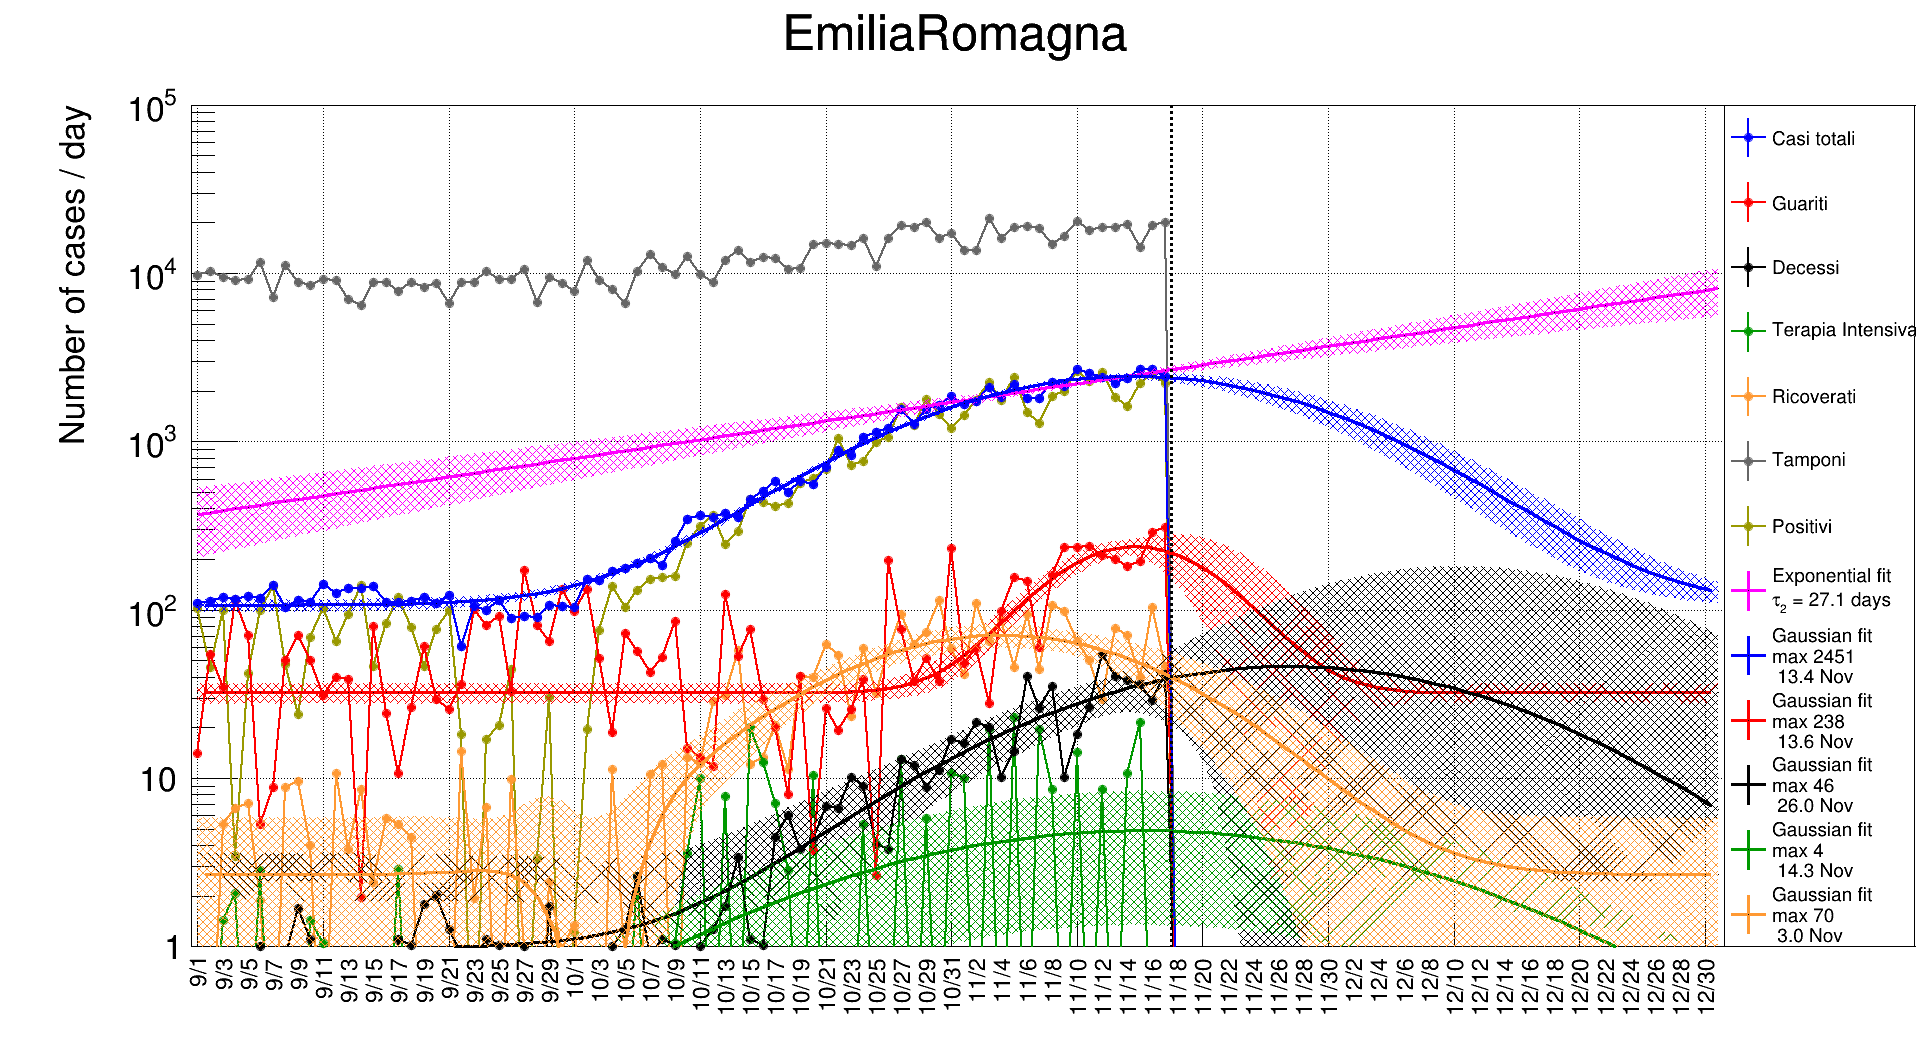 EmiliaRomagna
Number of cases / day
10^5
10^4
10^3
10^2
10
1
9/1 9/3 9/5 9/7 9/9 9/11 9/13 9/15 9/17 9/19 9/21 9/23 9/25 9/27 9/29 10/1 10/3 10/5 10/7 10/9 10/11 10/13 10/15 10/17 10/19 10/21 10/23 10/25 10/27 10/29 10/31 11/2 11/4 11/6 11/8 11/10 11/12 11/14 11/16 11/18 11/20 11/22 11/24 11/26 11/28 11/30 12/2 12/4 12/6 12/8 12/10 12/12 12/14 12/16 12/18 12/20 12/22 12/24 12/26 12/28 12/30
Casi totali
Guariti
Decessi
Terapia Intensiva
Ricoverati
Tamponi
Positivi
Exponential fit
τ2 = 27.1 days
Gaussian fit
max 2451
13.4 Nov
Gaussian fit
max 238
13.6 Nov
Gaussian fit
max 46
26.0 Nov
Gaussian fit
max 4
14.3 Nov
Gaussian fit
max 70
3.0 Nov